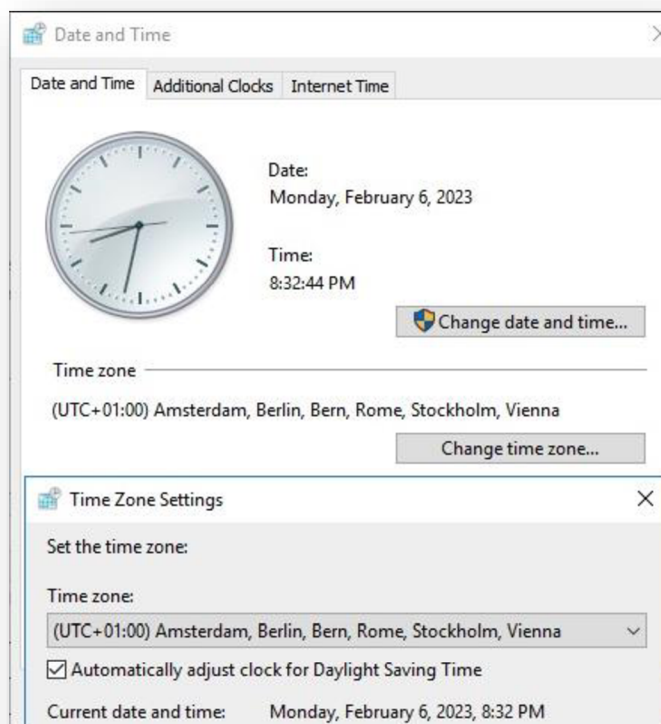 Date and Time
Date and Time Additional Clocks Internet Time
Date:
Monday, February 6, 2023
Time:
8:32:44 PM
Change date and time...
Time zone
(UTC+01:00) Amsterdam, Berlin, Bern, Rome, Stockholm, Vienna
Change time zone...
Time Zone Settings
Set the time zone:
Time zone:
(UTC+01:00) Amsterdam, Berlin, Bern, Rome, Stockholm, Vienna
Automatically adjust clock for Daylight Saving Time
Current date and time: Monday, February 6, 2023, 8:32 PM